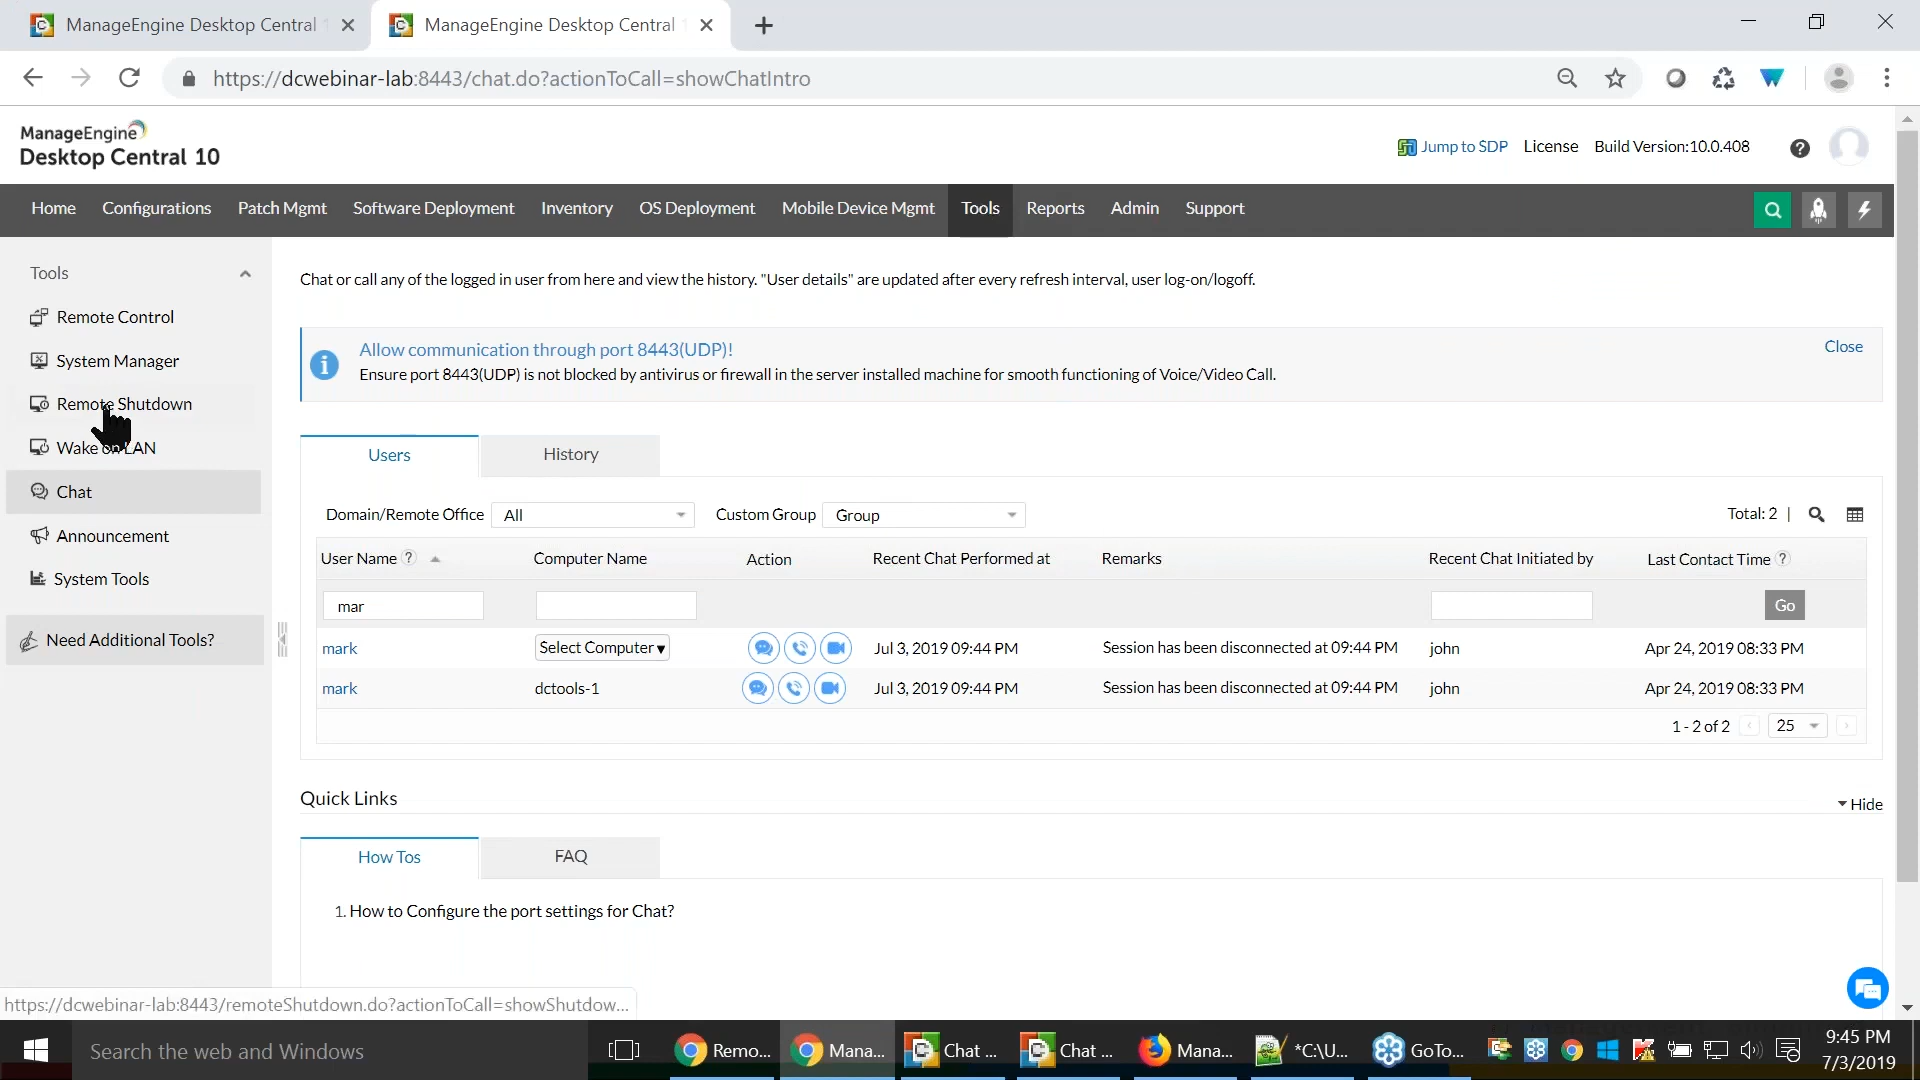 ManageEngine Desktop Central 1
ManageEngine Desktop Central 1
https://dcwebinar-lab:8443/chat.do?actionToCall=showChatIntro
ManageEngine
Desktop Central 10
Jump to SDP License Build Version:10.0.408
Home Configurations Patch Mgmt Software Deployment Inventory OS Deployment Mobile Device Mgmt Tools Reports Admin Support
Tools
Remote Control
System Manager
Remote Shutdown
Wake on LAN
Chat
Announcement
System Tools
Need Additional Tools?
Chat or call any of the logged in user from here and view the history. "User details" are updated after every refresh interval, user log-on/logoff.
Allow communication through port 8443(UDP)!
Close
Ensure port 8443(UDP) is not blocked by antivirus or firewall in the server installed machine for smooth functioning of Voice/Video Call.
Users History
Domain/Remote Office All Custom Group Group Total: 2 |
User Name ? Computer Name Action Recent Chat Performed at Remarks Recent Chat Initiated by Last Contact Time ?
mar Go
mark Select Computer Jul 3, 2019 09:44 PM Session has been disconnected at 09:44 PM john Apr 24, 2019 08:33 PM
mark dctools-1 Jul 3, 2019 09:44 PM Session has been disconnected at 09:44 PM john Apr 24, 2019 08:33 PM
1 - 2 of 2 25
Quick Links
Hide
How Tos FAQ
1. How to Configure the port settings for Chat?
https://dcwebinar-lab:8443/remoteShutdown.do?actionToCall=showShutdow...
Search the web and Windows
Remo...
Mana...
Chat ...
Chat ...
Mana...
*C:\U...
GoTo...
9:45 PM
7/3/2019